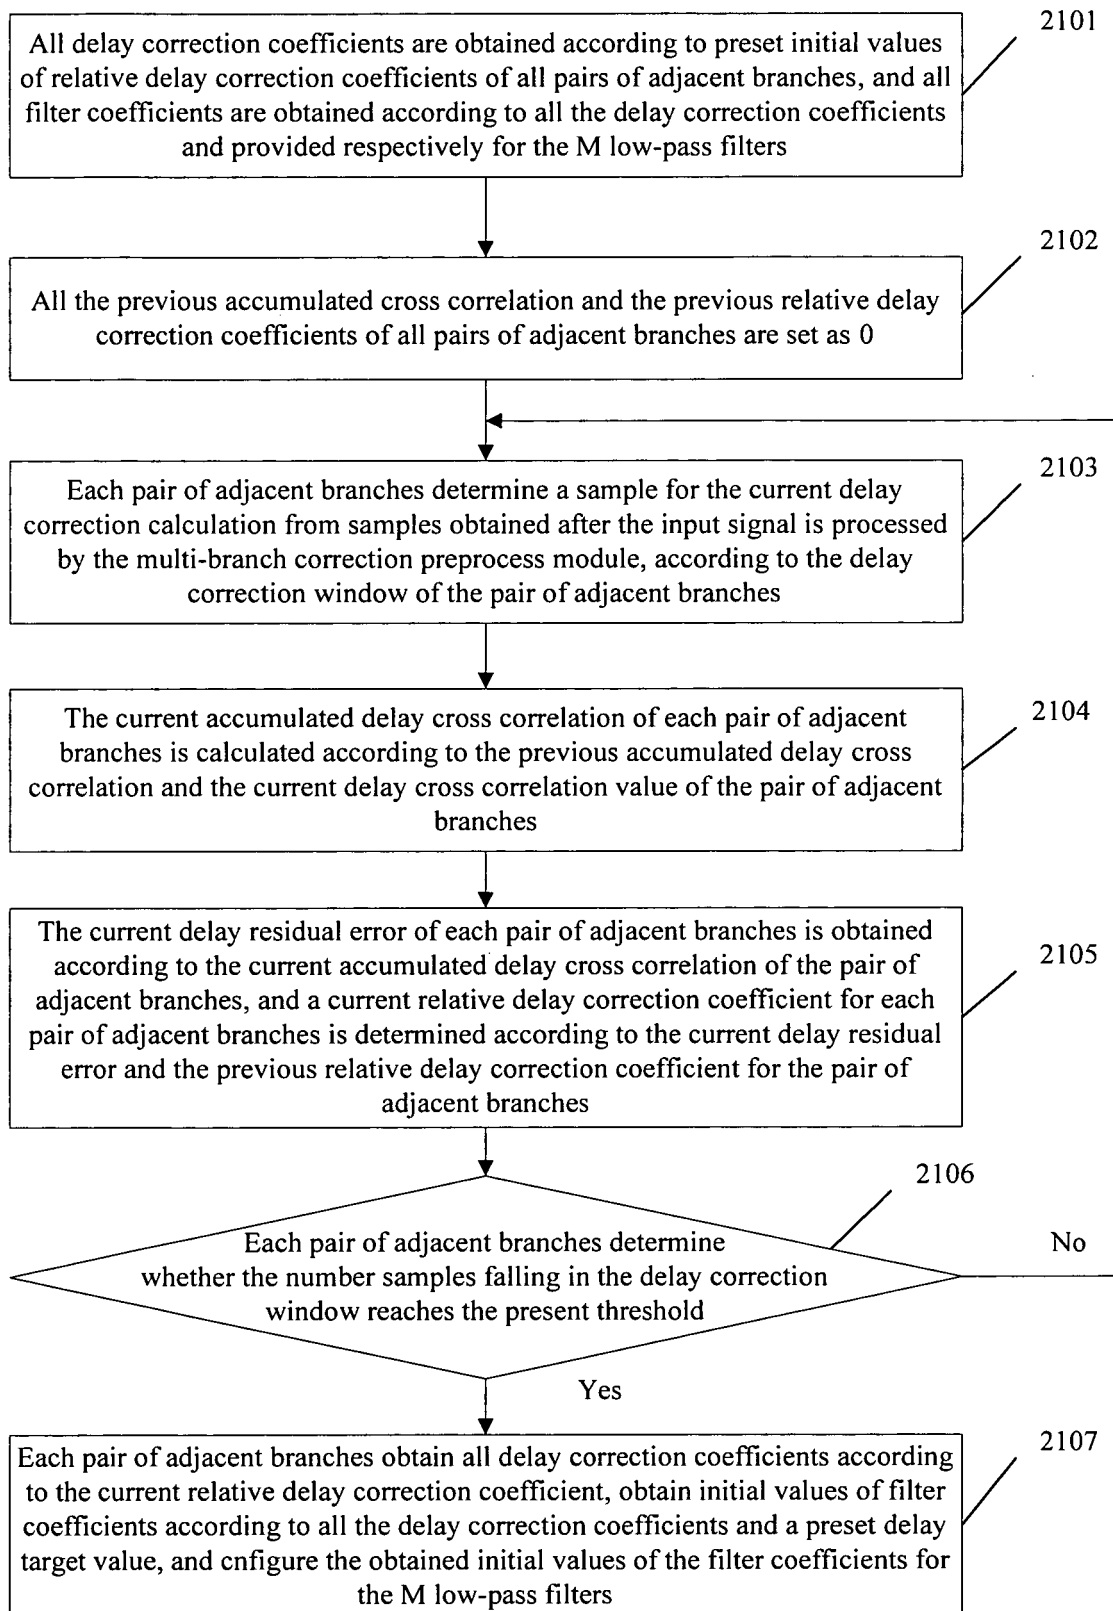 2101
All delay correction coefficients are obtained according to preset initial values
of relative delay correction coefficients of all pairs of adjacent branches, and all
filter coefficients are obtained according to all the delay correction coefficients
and provided respectively for the M low-pass filters
2102
All the previous accumulated cross correlation and the previous relative delay
correction coefficients of all pairs of adjacent branches are set as 0
2103
Each pair of adjacent branches determine a sample for the current delay
correction calculation from samples obtained after the input signal is processed
by the multi-branch correction preprocess module, according to the delay
correction window of the pair of adjacent branches
2104
The current accumulated delay cross correlation of each pair of adjacent
branches is calculated according to the previous accumulated delay cross
correlation and the current delay cross correlation value of the pair of adjacent
branches
2105
The current delay residual error of each pair of adjacent branches is obtained
according to the current accumulated delay cross correlation of the pair of
adjacent branches, and a current relative delay correction coefficient for each
pair of adjacent branches is determined according to the current delay residual
error and the previous relative delay correction coefficient for the pair of
adjacent branches
2106
Each pair of adjacent branches determine
whether the number samples falling in the delay correction
window reaches the present threshold
No
Yes
2107
Each pair of adjacent branches obtain all delay correction coefficients according
to the current relative delay correction coefficient, obtain initial values of filter
coefficients according to all the delay correction coefficients and a preset delay
target value, and cnfigure the obtained initial values of the filter coefficients for
the M low-pass filters